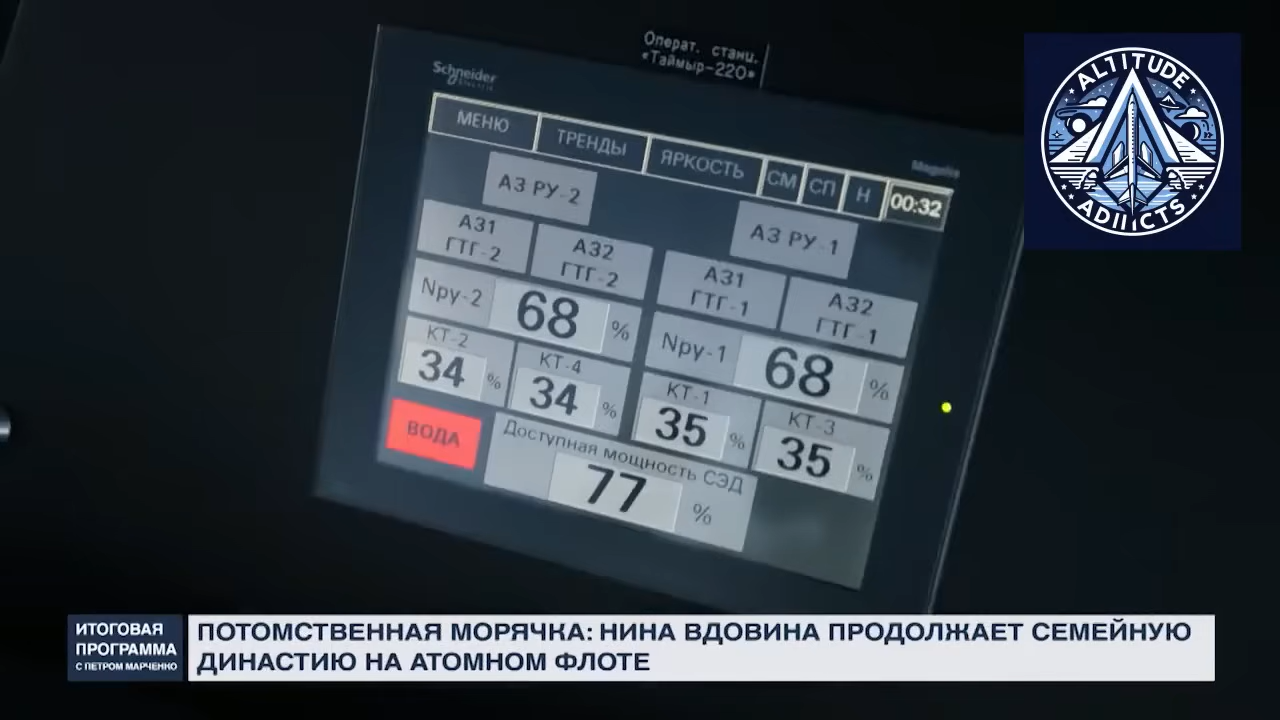 Операт. станц.
«Таймыр-220»
Schneider
МЕНЮ ТРЕНДЫ ЯРКОСТЬ СМ СП Н 00:32
АЗ РУ-2
АЗ РУ-1
АЗ1
ГТГ-2
АЗ2
ГТГ-2
АЗ1
ГТГ-1
АЗ2
ГТГ-1
Nру-2 68 %
Nру-1 68 %
КТ-2
34 %
КТ-4
34 %
КТ-1
35 %
КТ-3
35 %
ВОДА
Доступная мощность СЭД
77 %
ALTITUDE
ADIICTS
ИТОГОВАЯ
ПРОГРАММА
С ПЕТРОМ МАРЧЕНКО
ПОТОМСТВЕННАЯ МОРЯЧКА: НИНА ВДОВИНА ПРОДОЛЖАЕТ СЕМЕЙНУЮ
ДИНАСТИЮ НА АТОМНОМ ФЛОТЕ